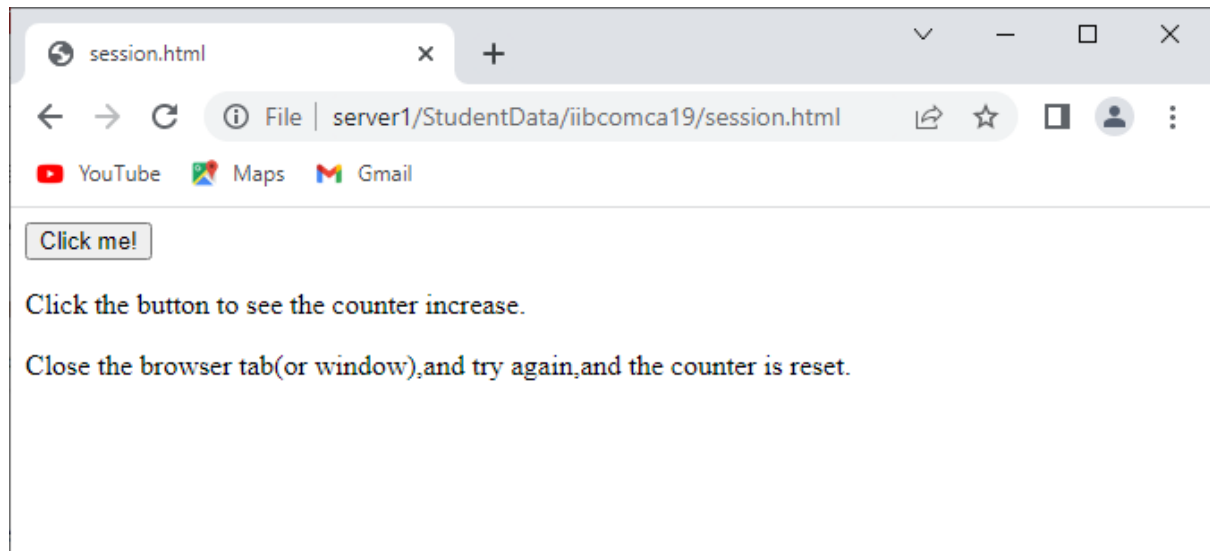 session.html
File server1/StudentData/iibcomca19/session.html
YouTube Maps Gmail
Click me!
Click the button to see the counter increase.
Close the browser tab(or window),and try again,and the counter is reset.